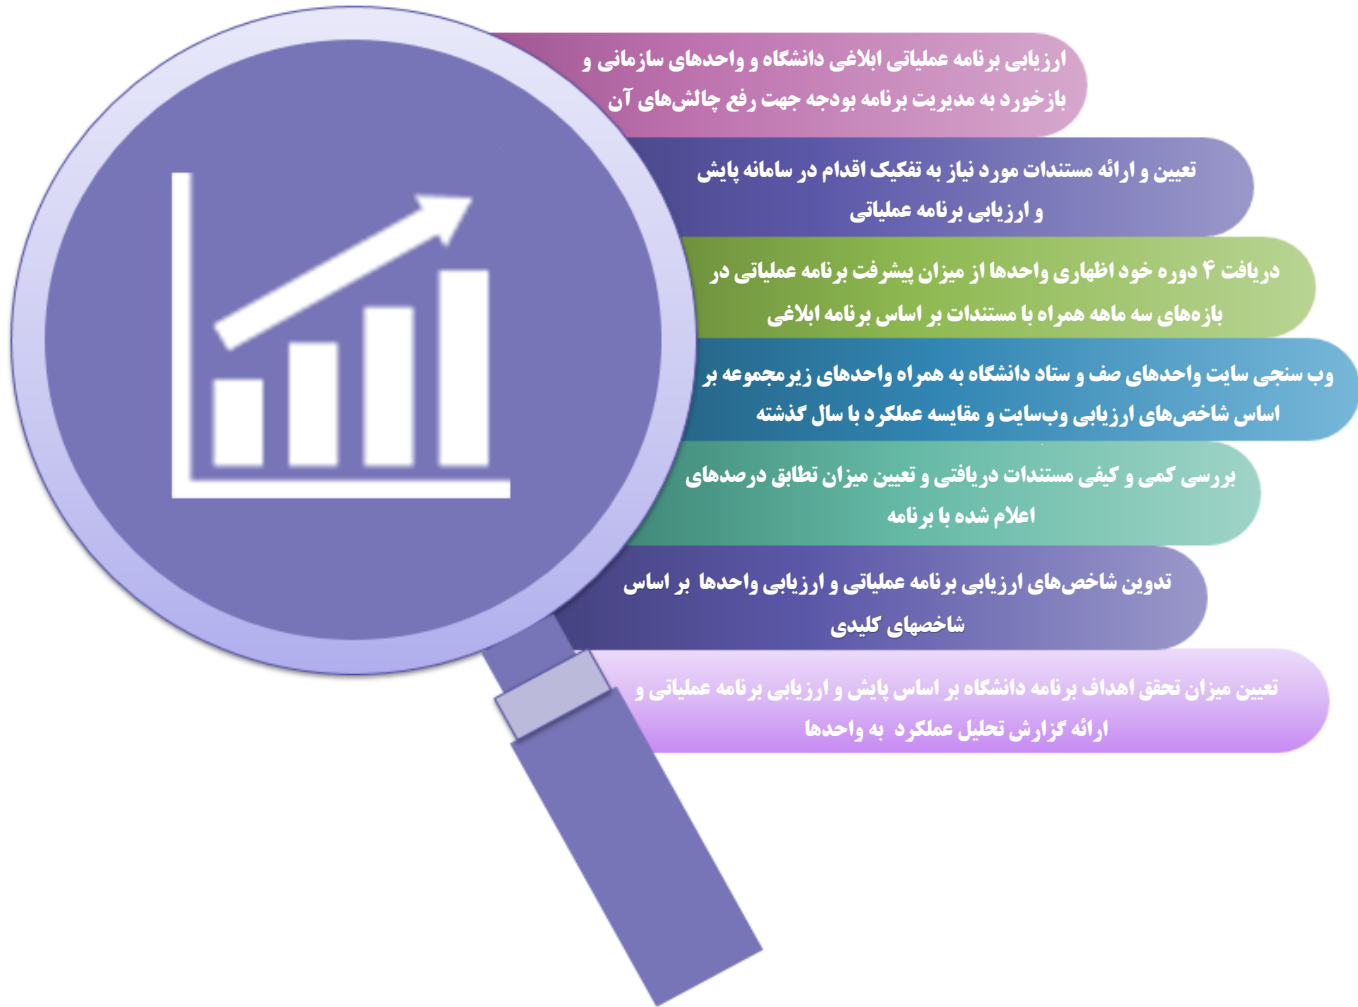 ارزیابی برنامه عملیاتی ابلاغی دانشگاه و واحدهای سازمانی و
بازخورد به مدیریت برنامه بودجه جهت رفع چالش‌های آن
تعیین و ارائه مستندات مورد نیاز به تفکیک اقدام در سامانه پایش
و ارزیابی برنامه عملیاتی
دریافت ۴ دوره خود اظهاری واحدها از میزان پیشرفت برنامه عملیاتی در
بازه‌های سه ماهه همراه با مستندات بر اساس برنامه ابلاغی
وب سنجی سایت واحدهای صف و ستاد دانشگاه به همراه واحدهای زیرمجموعه بر
اساس شاخص‌های ارزیابی وب‌سایت و مقایسه عملکرد با سال گذشته
بررسی کمی و کیفی مستندات دریافتی و تعیین میزان تطابق درصدهای
اعلام شده با برنامه
تدوین شاخص‌های ارزیابی برنامه عملیاتی و ارزیابی واحدها بر اساس
شاخصهای کلیدی
تعیین میزان تحقق اهداف برنامه دانشگاه بر اساس پایش و ارزیابی برنامه عملیاتی و
ارائه گزارش تحلیل عملکرد به واحدها